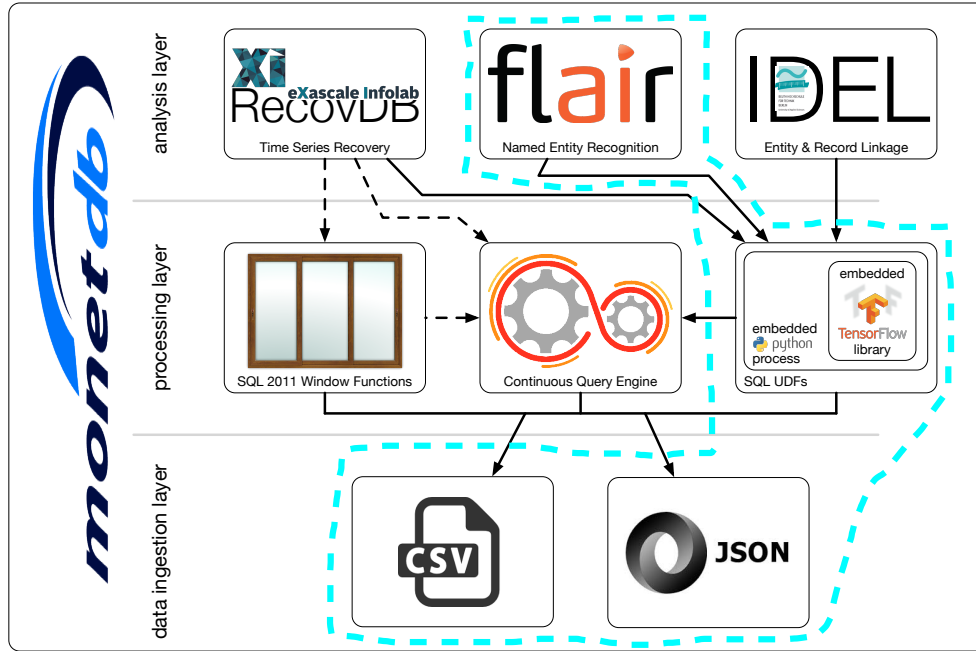 monetdb
analysis layer
Xi
eXascale Infolab
RecovDB
Time Series Recovery
flair
Named Entity Recognition
IDEL
Entity & Record Linkage
processing layer
SQL 2011 Window Functions
Continuous Query Engine
embedded
python
process
embedded
TensorFlow
library
SQL UDFs
data ingestion layer
CSV
JSON